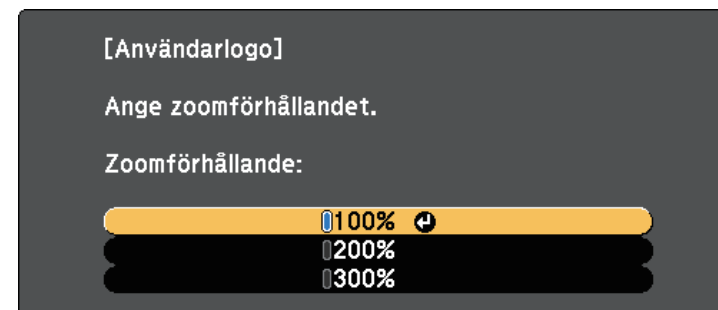 [Användarlogo]
Ange zoomförhållandet.
Zoomförhållande:
100%
200%
300%